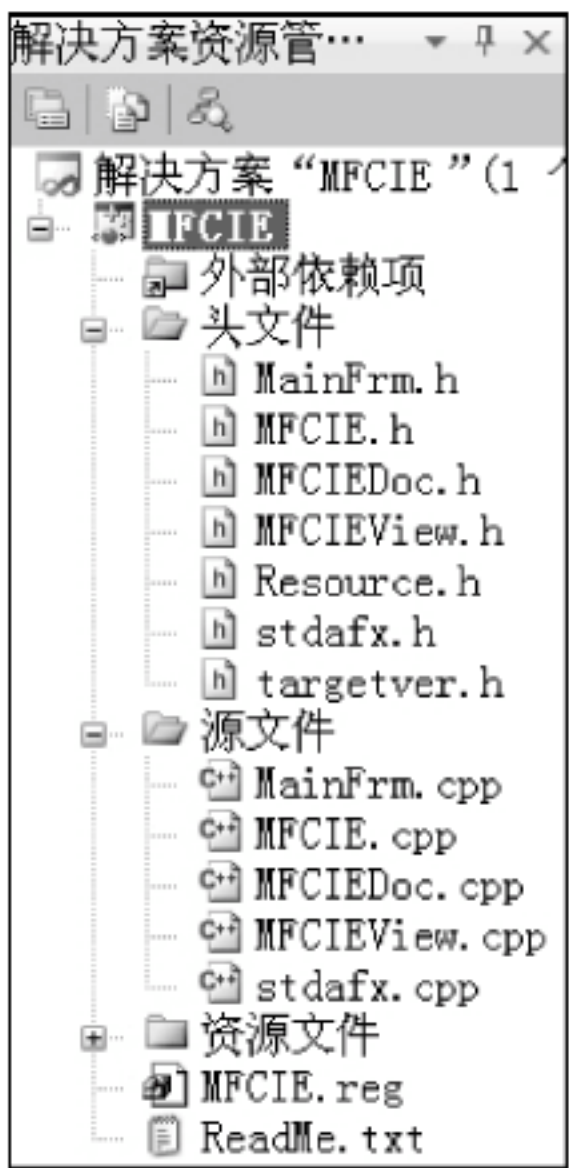 解决方案资源管…
解决方案“MFCIE”(1 个
MFCIE
外部依赖项
头文件
MainFrm.h
MFCIE.h
MFCIEDoc.h
MFCIEView.h
Resource.h
stdafx.h
targetver.h
源文件
MainFrm.cpp
MFCIE.cpp
MFCIEDoc.cpp
MFCIEView.cpp
stdafx.cpp
资源文件
MFCIE.reg
ReadMe.txt